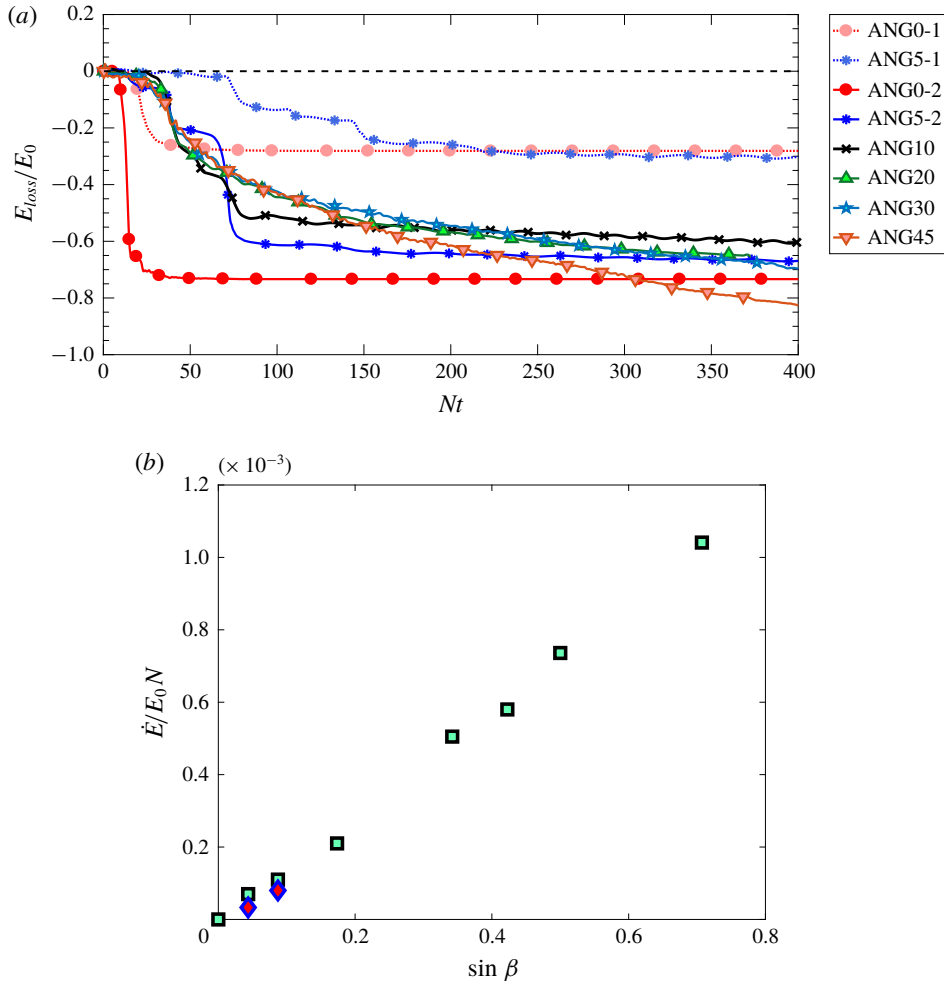 (a)
0.2
0
−0.2
−0.4
−0.6
−0.8
−1.0
E_loss/E_0
0 50 100 150 200 250 300 350 400
Nt
ANG0-1
ANG5-1
ANG0-2
ANG5-2
ANG10
ANG20
ANG30
ANG45
(b)
(× 10⁻³)
1.2
1.0
0.8
0.6
0.4
0.2
Ė/E_0N
0 0.2 0.4 0.6 0.8
sin β